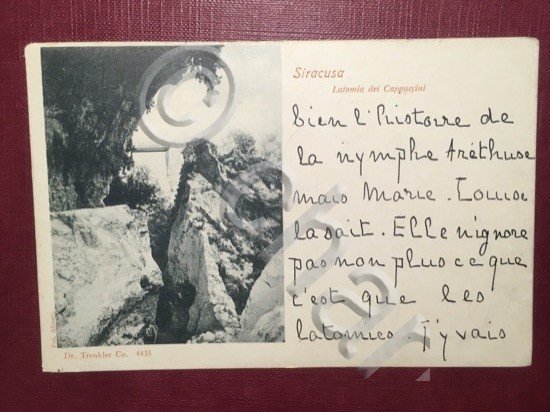 Siracusa
Latomia dei Cappuccini
bien l'histoire de
la nymphe Aréthuse
mais Marie-Louise
la sait. Elle n'ignore
pas non plus ce que
c'est que les
latomies. J'y vais
Dr. Trenkler Co. 4435